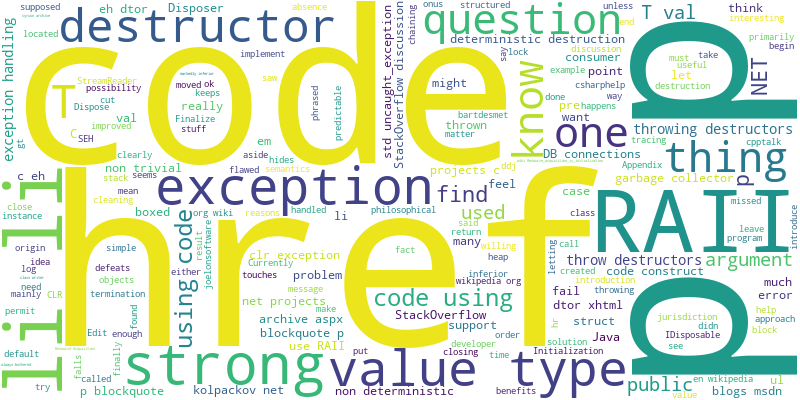 eh dtor
Disposer
destructor
question
T val
absence
structured
supposed
located
onus
unless
end
think
interesting
deterministic destruction
discussion
primarily
begin
exception handling
code
StreamReader
possibility
Dispose
cut
moved
ok
keeps
implement
saw
T
C
SEH
val
Finalize
stuff
improved
really
phrased
predictable
std uncaught exception
StackOverflow discussion
chaining
say
lock
might
thrown
matter
pre
want
know
example
point
csharphelp
happens
bartdesmet
done
way
one
must
useful
let
take
destruction
throwing destructors
NET
cpptalk
DB connections
tracing
Appendix
thing
p
gt
clearly
c eh
li
non trivial
aside
hides
em
flawed
semantics
stack
seems
mean
cleaning
exception
projects c
ddj
find
feel
case
garbage collector
missed
leave
program
introduce
href
close
instance
boxed
org wiki
reasons
handled
li
philosophical
used
said
return
many
willing
heap
class
RAII
origin
idea
simple
defeats
either
using code
result
joelonsoftware
clr exception
Currently
touches
fact
problem
inferior
wikipedia org
letting
call
created
throwing
throw destructors
code construct
argument
log
need
mainly
CLR
objects
termination
net projects
message
make
archive aspx
code using
StackOverflow
support
order
introduction
hr
solution
fail
dtor xhtml
struct
Java
much
error
permit
Edit
enough
found
blockquote p
use RAII
developer
closing
time
Initialization
jurisdiction
didn
help
approach
block
IDisposable
see
default
try
called
falls
finally
p blockquote
strong
kolpackov net
put
non deterministic
value type
benefits
public
en wikipedia
ul
value
blogs msdn